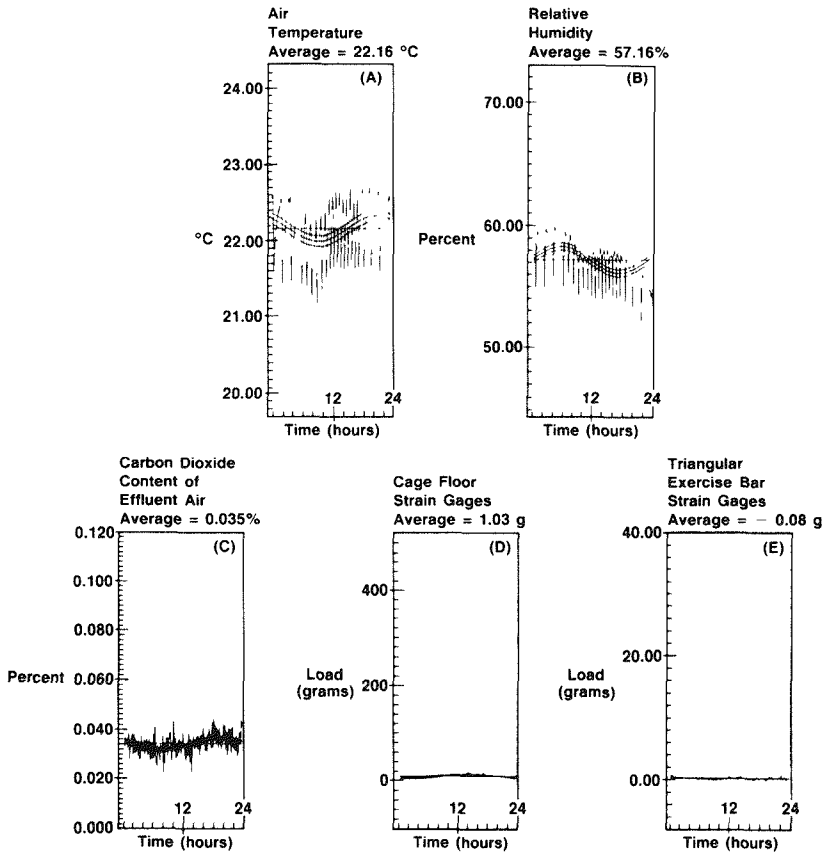 Air
Temperature
Average = 22.16 °C
(A)
24.00
23.00
°C
22.00
21.00
20.00
12
24
Time (hours)
Relative
Humidity
Average = 57.16%
(B)
70.00
60.00
Percent
50.00
12
24
Time (hours)
Carbon Dioxide
Content of
Effluent Air
Average = 0.035%
(C)
0.120
0.100
0.080
Percent
0.060
0.040
0.020
0.000
12
24
Time (hours)
Cage Floor
Strain Gages
Average = 1.03 g
(D)
400
Load
(grams)
200
0
12
24
Time (hours)
Triangular
Exercise Bar
Strain Gages
Average = − 0.08 g
(E)
40.00
20.00
Load
(grams)
0.00
12
24
Time (hours)